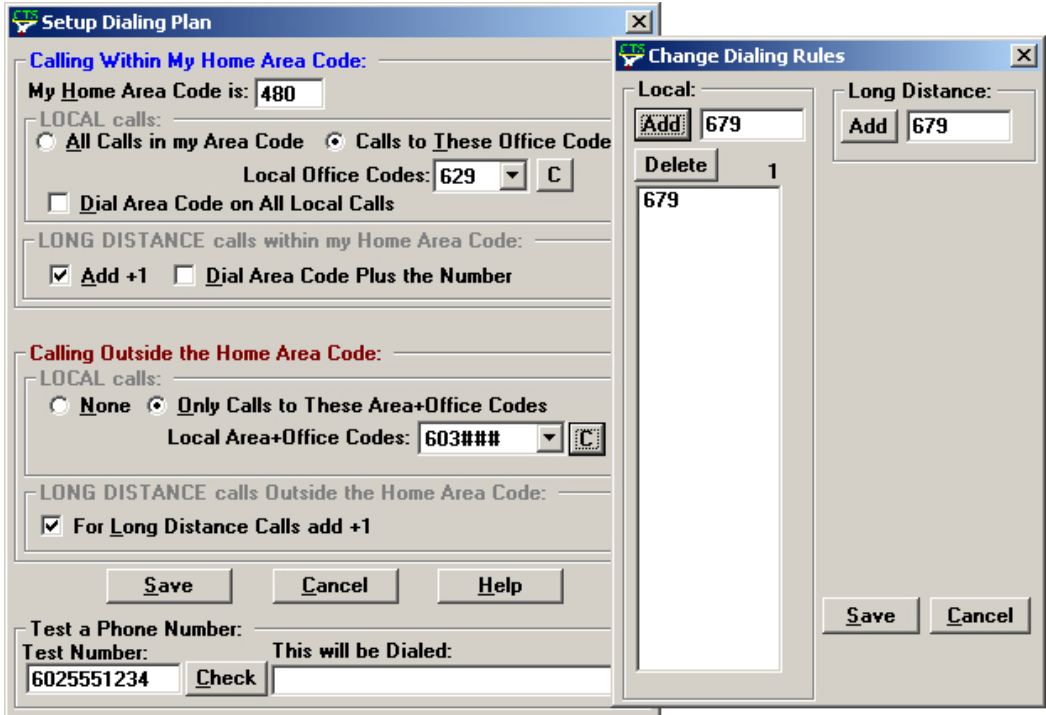 CTS Setup Dialing Plan
Calling Within My Home Area Code:
My Home Area Code is: 480
LOCAL calls:
All Calls in my Area Code Calls to These Office Code
Local Office Codes: 629 C
Dial Area Code on All Local Calls
LONG DISTANCE calls within my Home Area Code:
Add +1 Dial Area Code Plus the Number
Calling Outside the Home Area Code:
LOCAL calls:
None Only Calls to These Area+Office Codes
Local Area+Office Codes: 603### C
LONG DISTANCE calls Outside the Home Area Code:
For Long Distance Calls add +1
Save Cancel Help
Test a Phone Number:
Test Number: This will be Dialed:
6025551234 Check
CTS Change Dialing Rules
Local:
Add 679
Delete 1
679
Long Distance:
Add 679
Save Cancel